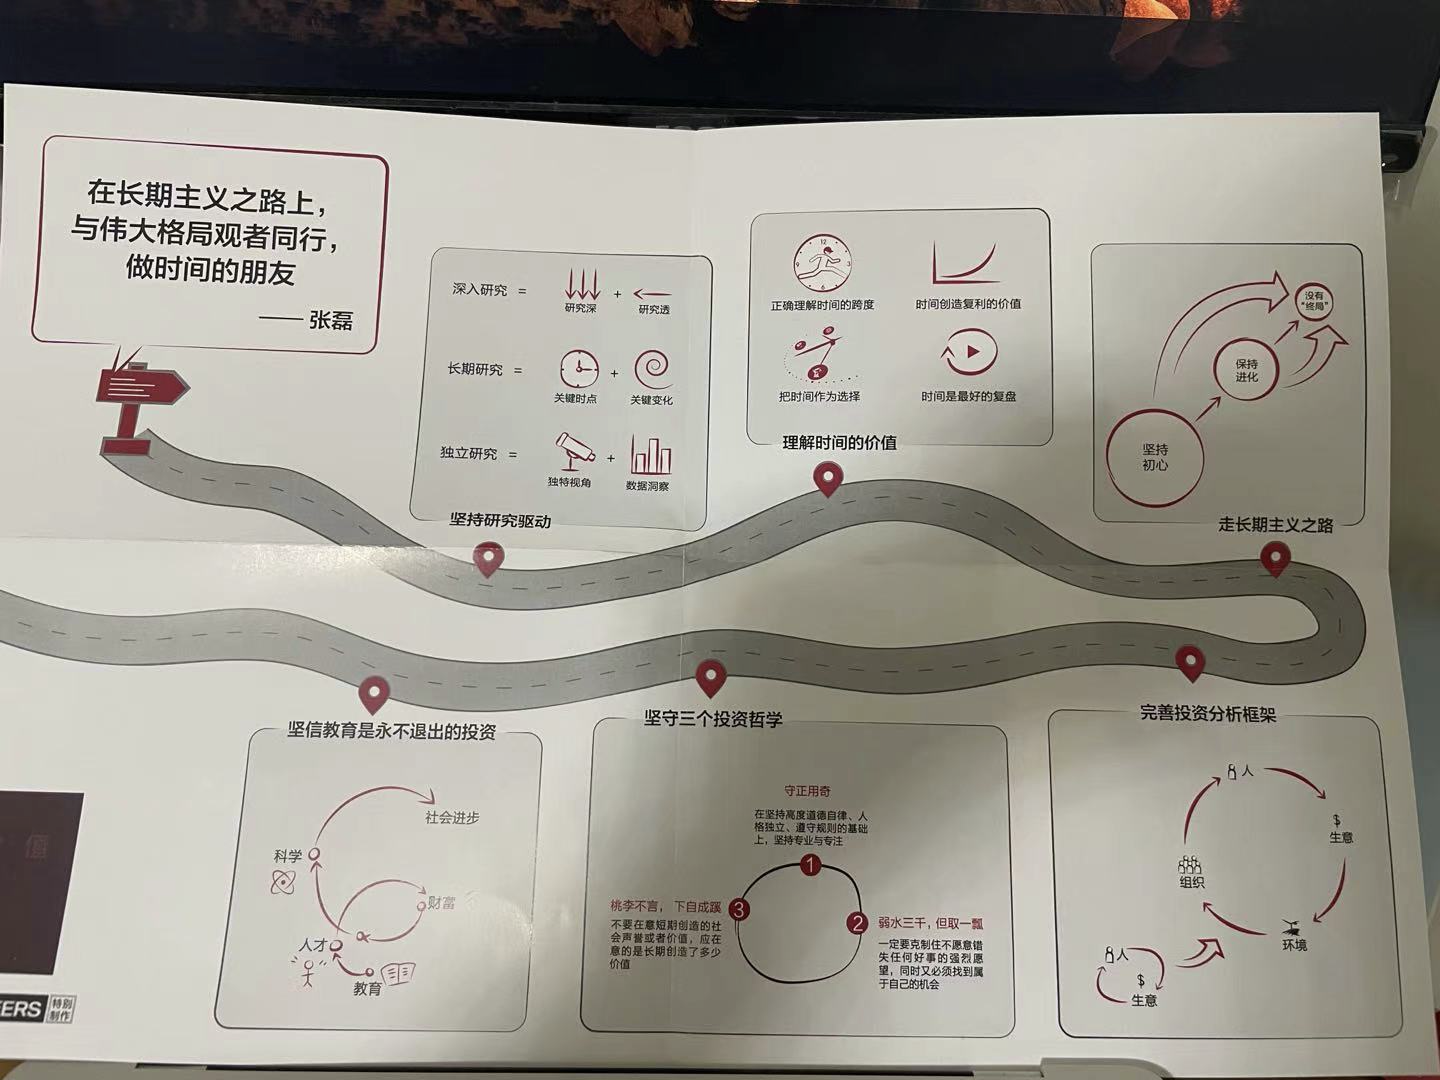 在长期主义之路上，
与伟大格局观者同行，
做时间的朋友
—— 张磊
深入研究 =
研究深
+
研究透
长期研究 =
关键时点
+
关键变化
独立研究 =
独特视角
+
数据洞察
坚持研究驱动
12
3
6
9
正确理解时间的跨度
时间创造复利的价值
把时间作为选择
时间是最好的复盘
理解时间的价值
没有
“终局”
保持
进化
坚持
初心
走长期主义之路
完善投资分析框架
人
$
生意
组织
环境
人
$
生意
坚守三个投资哲学
守正用奇
在坚持高度道德自律、人
格独立、遵守规则的基础
上，坚持专业与专注
1
2
弱水三千，但取一瓢
一定要克制住不愿意错
失任何好事的强烈愿
望，同时又必须找到属
于自己的机会
3
桃李不言，下自成蹊
不要在意短期创造的社
会声誉或者价值，应在
意的是长期创造了多少
价值
坚信教育是永不退出的投资
社会进步
科学
财富
人才
教育
值
EERS
特别
制作